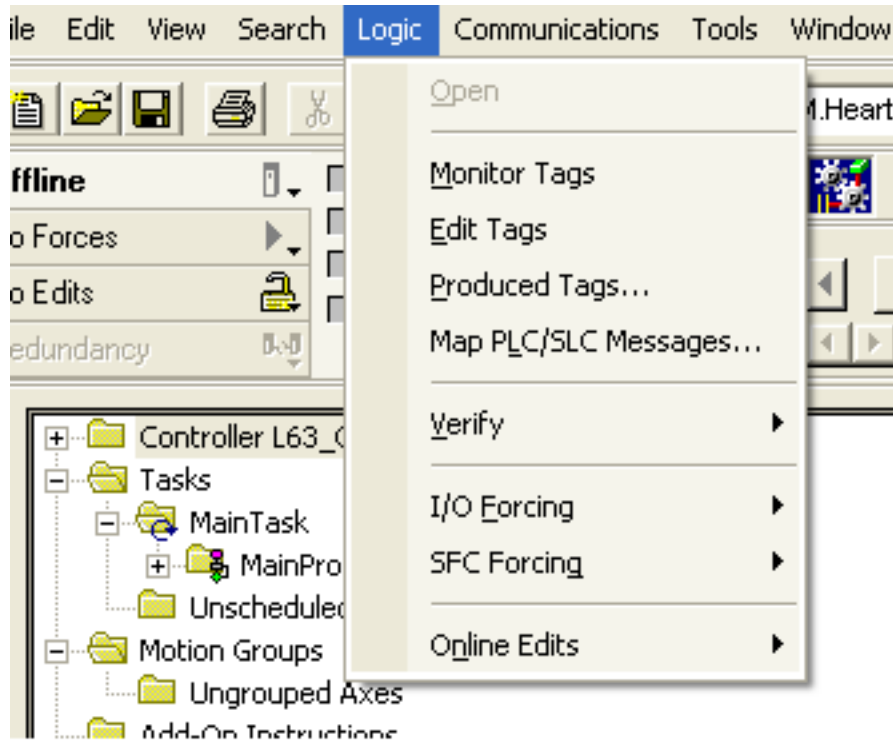 ile Edit View Search Logic Communications Tools Window
Open
M.Heart
Monitor Tags
Edit Tags
Produced Tags...
Map PLC/SLC Messages...
Verify
I/O Forcing
SFC Forcing
Online Edits
ffline
o Forces
o Edits
edundancy
Controller L63_
Tasks
MainTask
MainPro
Unscheduled
Motion Groups
Ungrouped Axes
Add-On Instructions